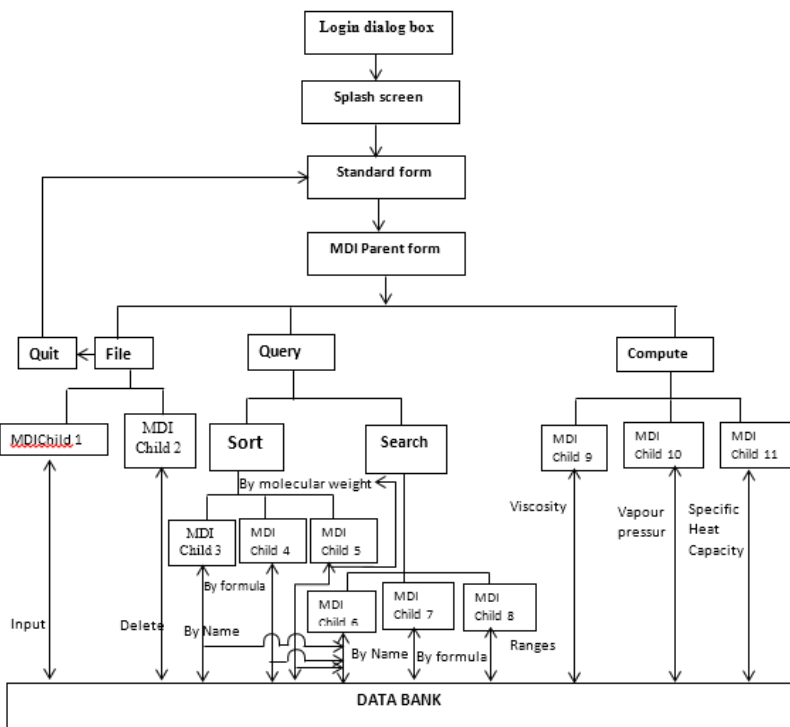 Login dialog box
Splash screen
Standard form
MDI Parent form
Quit
File
Query
Compute
MDIChild 1
MDI
Child 2
Sort
Search
MDI
Child 9
MDI
Child 10
MDI
Child 11
By molecular weight
MDI
Child 3
MDI
Child 4
MDI
Child 5
Viscosity
Vapour
pressur
Specific
Heat
Capacity
By formula
MDI
Child 6
MDI
Child 7
MDI
Child 8
Input
Delete
By Name
By Name
By formula
Ranges
DATA BANK